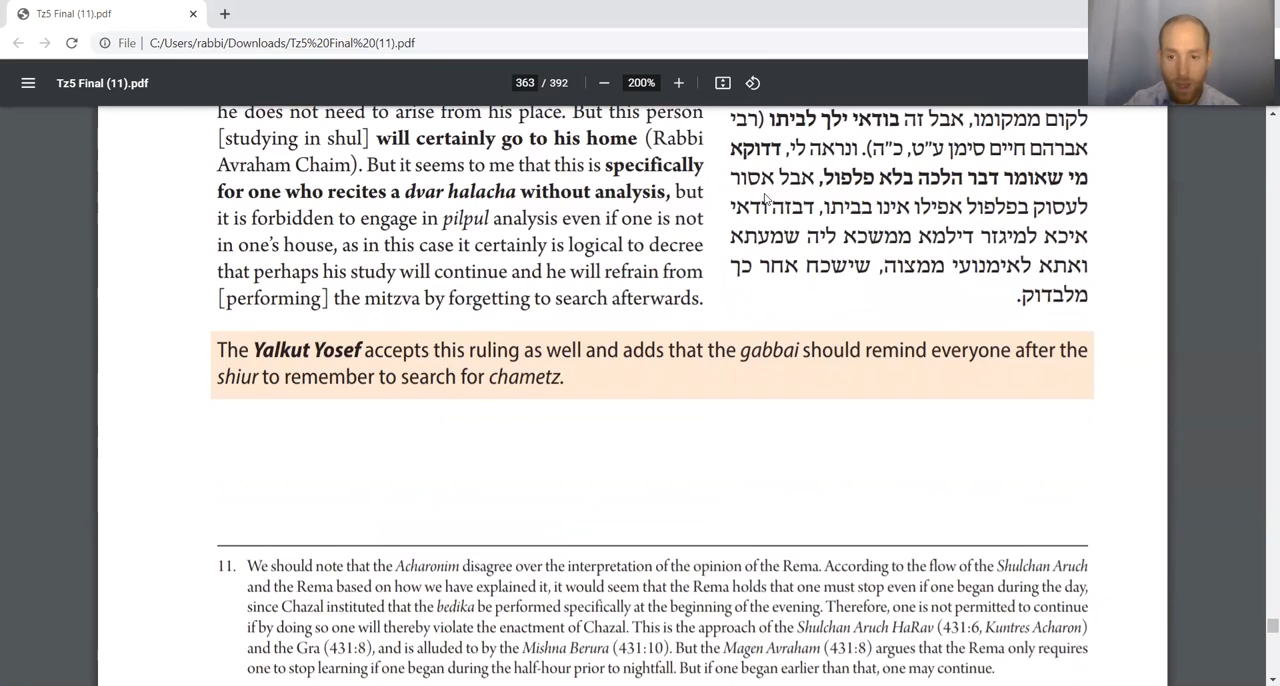 Tz5 Final (11).pdf
File C:/Users/rabbi/Downloads/Tz5%20Final%20(11).pdf
Tz5 Final (11).pdf
363 / 392
200%
he does not need to arise from his place. But this person
[studying in shul] will certainly go to his home (Rabbi
Avraham Chaim). But it seems to me that this is specifically
for one who recites a dvar halacha without analysis, but
it is forbidden to engage in pilpul analysis even if one is not
in one's house, as in this case it certainly is logical to decree
that perhaps his study will continue and he will refrain from
[performing] the mitzva by forgetting to search afterwards.
לקום ממקומו, אבל זה בודאי ילך לביתו (רבי
אברהם חיים סימן ע״ט, כ״ה). ונראה לי, דדוקא
מי שאומר דבר הלכה בלא פלפול, אבל אסור
לעסוק בפלפול אפילו אינו בביתו, דבזה ודאי
איכא למיגזר דילמא ממשכא ליה שמעתא
ואתא לאימנועי ממצוה, שישכח אחר כך
מלבדוק.
The Yalkut Yosef accepts this ruling as well and adds that the gabbai should remind everyone after the
shiur to remember to search for chametz.
11. We should note that the Acharonim disagree over the interpretation of the opinion of the Rema. According to the flow of the Shulchan Aruch
and the Rema based on how we have explained it, it would seem that the Rema holds that one must stop even if one began during the day,
since Chazal instituted that the bedika be performed specifically at the beginning of the evening. Therefore, one is not permitted to continue
if by doing so one will thereby violate the enactment of Chazal. This is the approach of the Shulchan Aruch HaRav (431:6, Kuntres Acharon)
and the Gra (431:8), and is alluded to by the Mishna Berura (431:10). But the Magen Avraham (431:8) argues that the Rema only requires
one to stop learning if one began during the half-hour prior to nightfall. But if one began earlier than that, one may continue.